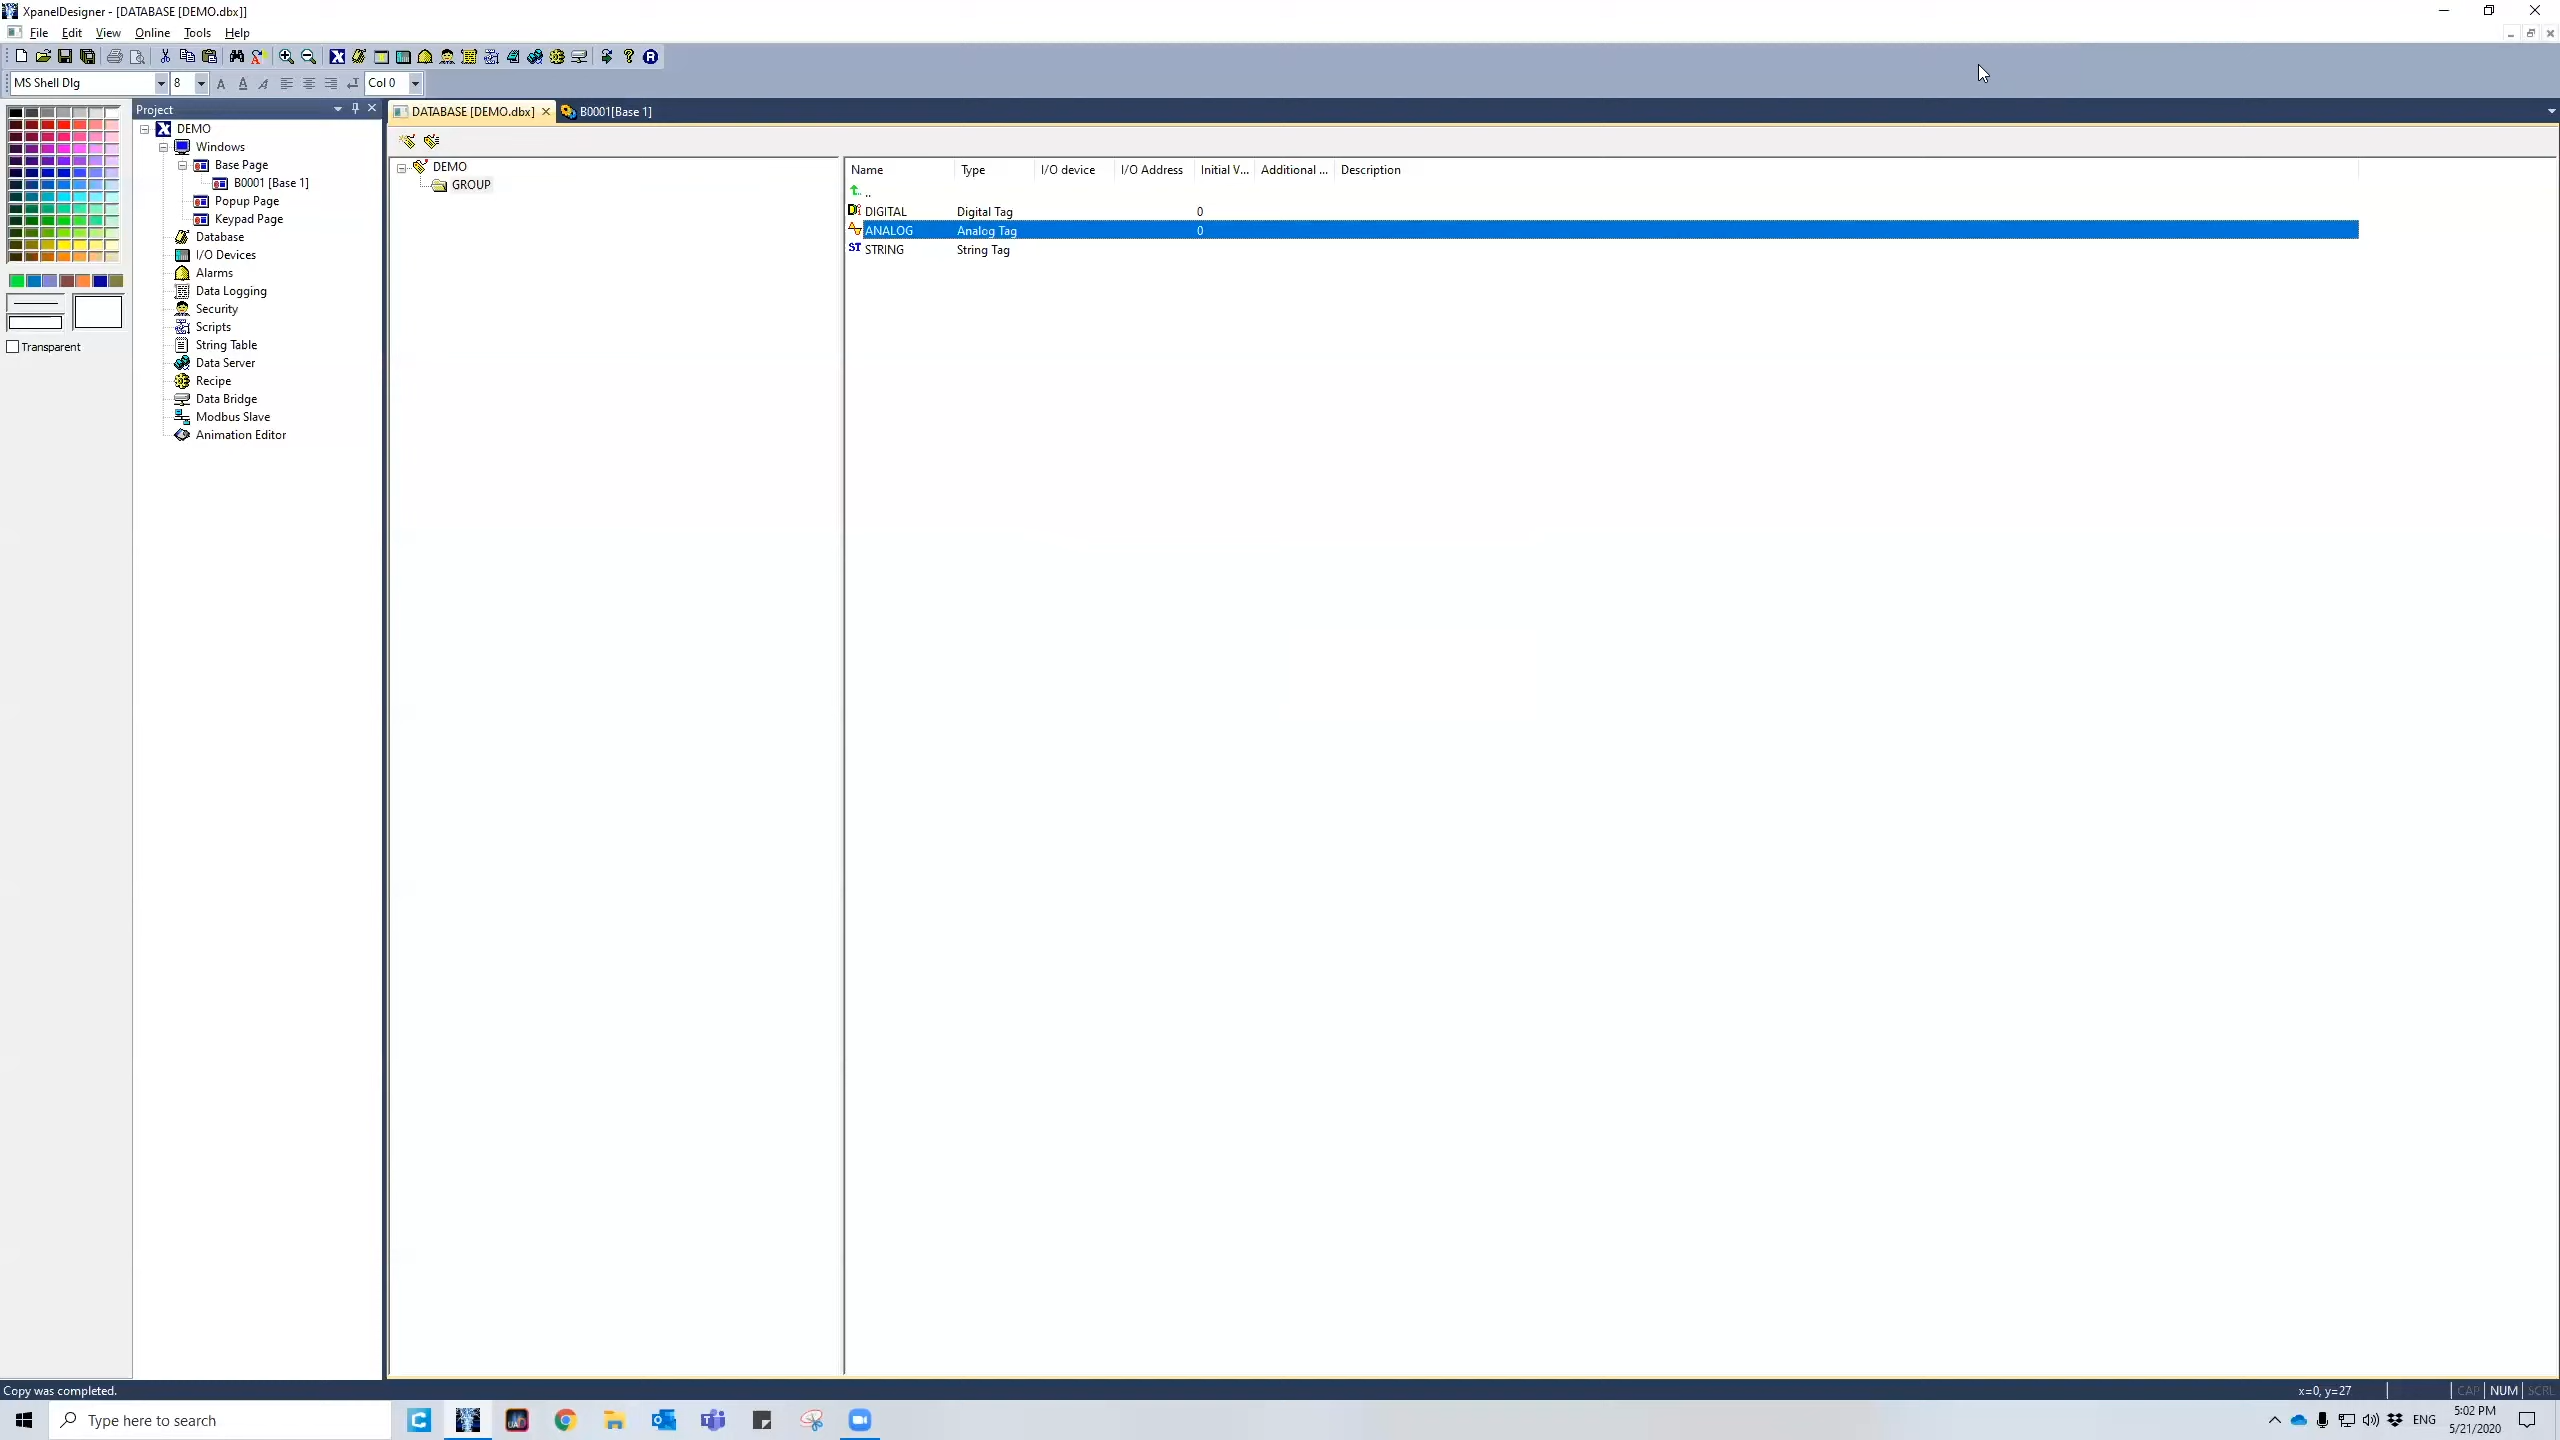 XpanelDesigner - [DATABASE [DEMO.dbx]]
File Edit View Online Tools Help
MS Shell Dlg 8 Col 0
Project
DATABASE [DEMO.dbx] B0001[Base 1]
DEMO
Windows
Base Page
B0001 [Base 1]
Popup Page
Keypad Page
Database
I/O Devices
Alarms
Data Logging
Security
Scripts
String Table
Data Server
Recipe
Data Bridge
Modbus Slave
Animation Editor
Transparent
DEMO
GROUP
Name Type I/O device I/O Address Initial V... Additional ... Description
..
DIGITAL Digital Tag 0
ANALOG Analog Tag 0
ST STRING String Tag
Copy was completed.
x=0, y=27 CAP NUM SCRL
Type here to search
ENG
5:02 PM
5/21/2020